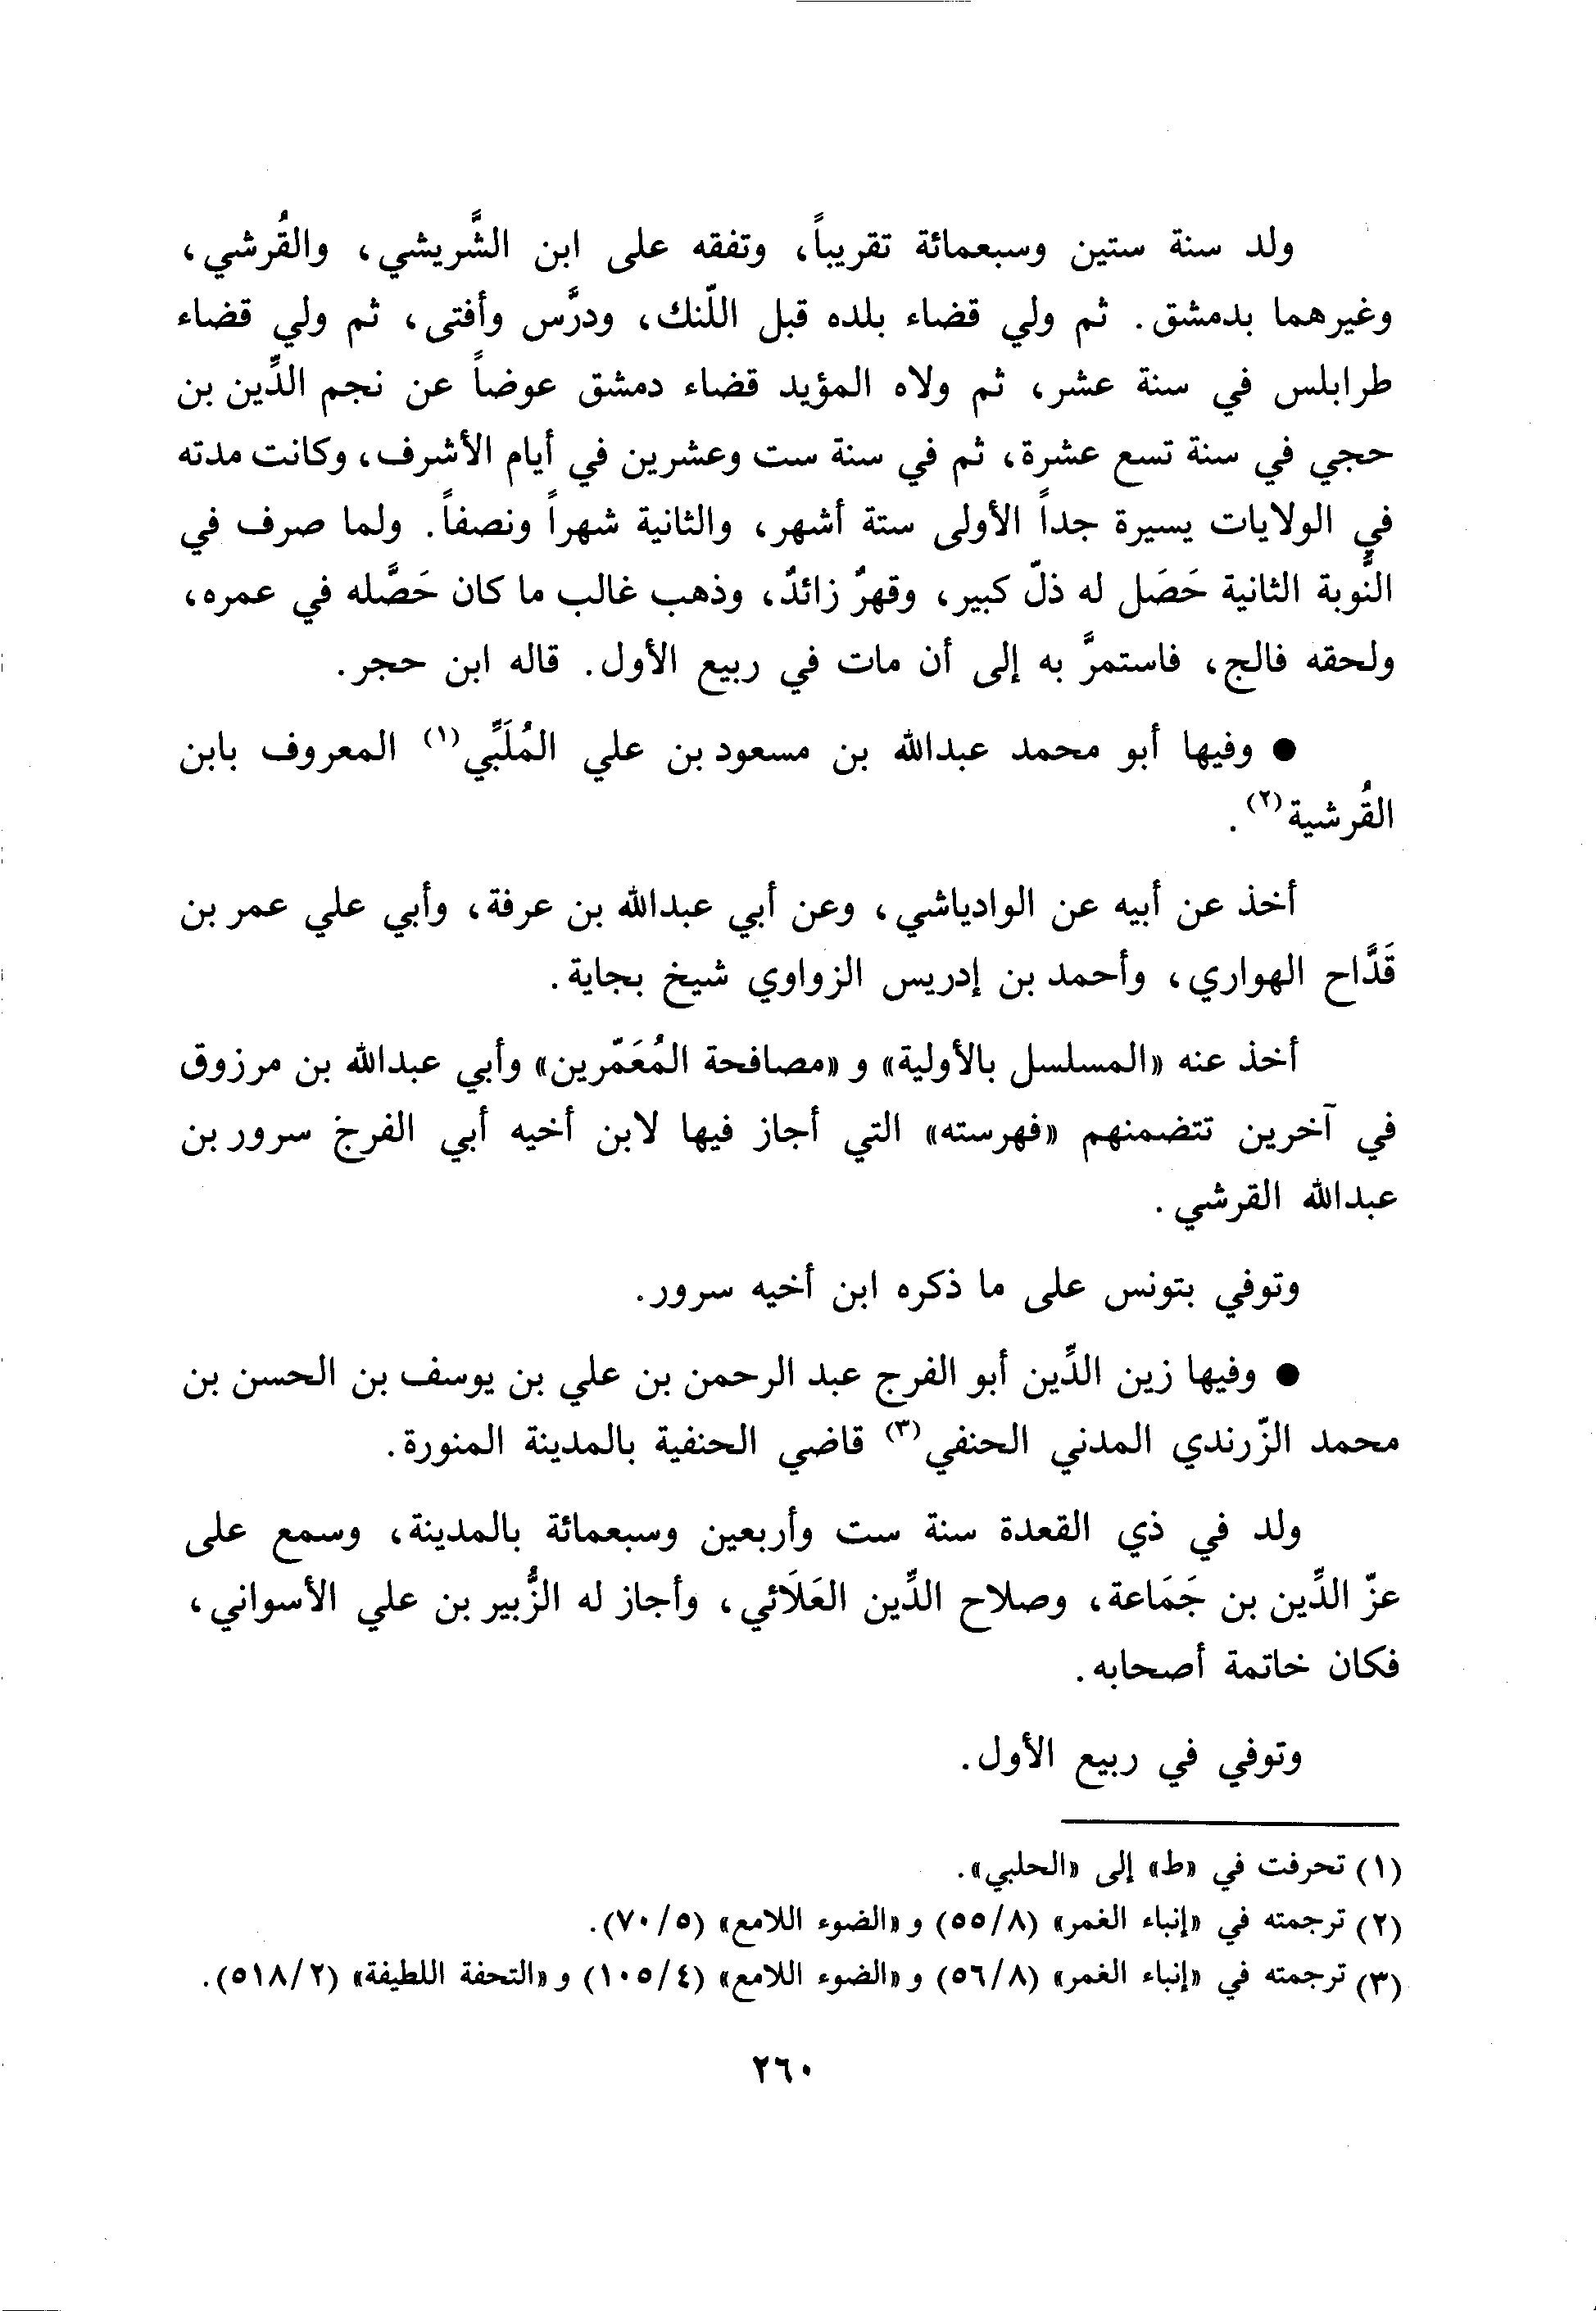 ولد سنة ستين وسبعمائة تقريباً، وتفقه على ابن الشَّريشي، والقُرشي،
وغيرهما بدمشق. ثم ولي قضاء بلده قبل اللّنك، ودرَّس وأفتى، ثم ولي قضاء
طرابلس في سنة عشر، ثم ولاه المؤيد قضاء دمشق عوضاً عن نجم الدِّين بن
حجي في سنة تسع عشرة، ثم في سنة ست وعشرين في أيام الأشرف، وكانت مدته
في الولايات يسيرة جداً الأولى ستة أشهر، والثانية شهراً ونصفاً. ولما صرف في
النَّوبة الثانية حَصَل له ذلّ كبير، وقهرٌ زائدٌ، وذهب غالب ما كان حَصَّله في عمره،
ولحقه فالج، فاستمرَّ به إلى أن مات في ربيع الأول. قاله ابن حجر.
● وفيها أبو محمد عبدالله بن مسعود بن علي المُلَبِّي(١) المعروف بابن
القُرشية(٢).
أخذ عن أبيه عن الوادياشي، وعن أبي عبدالله بن عرفة، وأبي علي عمر بن
قَدَّاح الهواري، وأحمد بن إدريس الزواوي شيخ بجاية.
أخذ عنه «المسلسل بالأولية» و «مصافحة المُعَمّرين» وأبي عبدالله بن مرزوق
في آخرين تتضمنهم «فهرسته» التي أجاز فيها لابن أخيه أبي الفرج سرور بن
عبدالله القرشي.
وتوفي بتونس على ما ذكره ابن أخيه سرور.
● وفيها زين الدِّين أبو الفرج عبد الرحمن بن علي بن يوسف بن الحسن بن
محمد الزّرندي المدني الحنفي(٣) قاضي الحنفية بالمدينة المنورة.
ولد في ذي القعدة سنة ست وأربعين وسبعمائة بالمدينة، وسمع على
عزّ الدِّين بن جَمَاعة، وصلاح الدِّين العَلَائي، وأجاز له الزُّبير بن علي الأسواني،
فكان خاتمة أصحابه.
وتوفي في ربيع الأول.
(١) تحرفت في «ط» إلى «الحلبي».
(٢) ترجمته في «إنباء الغمر» (٥٥/٨) و «الضوء اللامع» (٧٠/٥).
(٣) ترجمته في «إنباء الغمر» (٥٦/٨) و «الضوء اللامع» (١٠٥/٤) و «التحفة اللطيفة» (٥١٨/٢).
٢٦٠